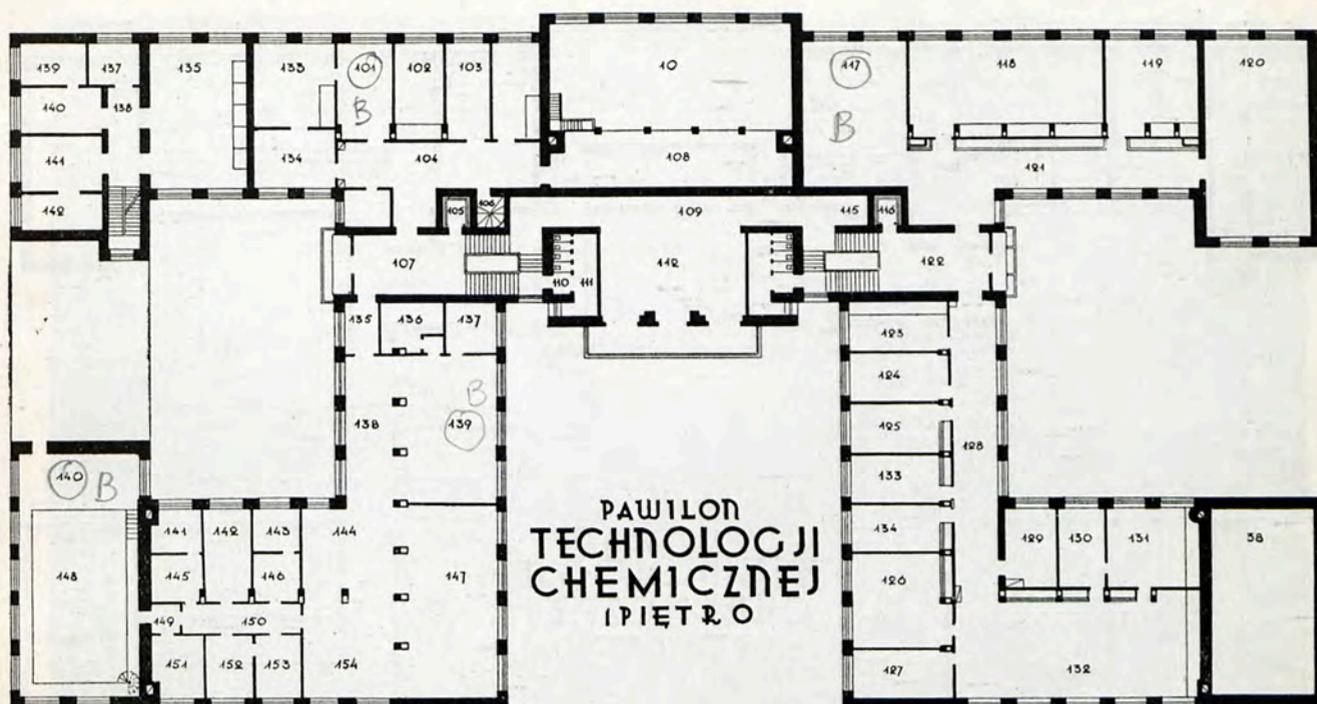 139 137 135 133 101 102 103 10 117 118 119 120
140 138 B B
141 134 104 108 121
142 105 106 109 115 116
107 110 111 112 122
135 136 137 123
138 B 139 124
125 128
140 B 133
141 142 143 144 134 129 130 131 38
148 145 146 147 126
149 150
151 152 153 154 127 132
PAWILON
TECHNOLOGJI
CHEMICZNEJ
I PIĘTRO